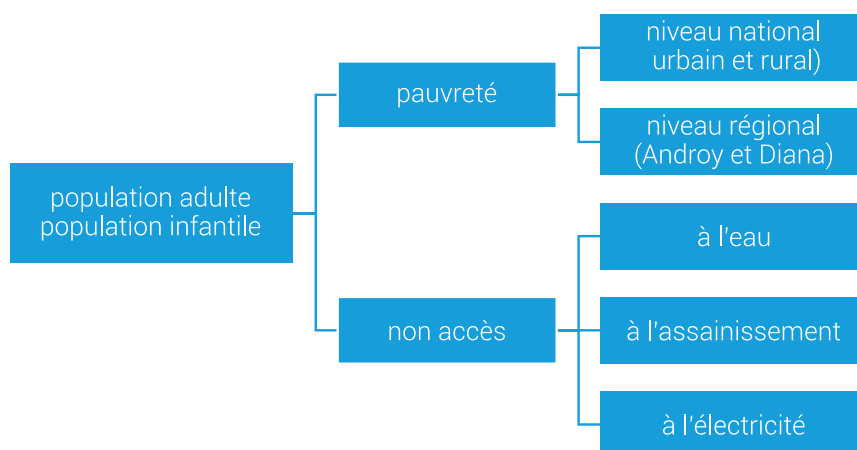 population adulte
population infantile
pauvreté
niveau national
urbain et rural)
niveau régional
(Androy et Diana)
non accès
à l'eau
à l'assainissement
à l'électricité